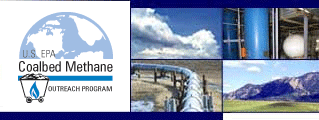 U.S. EPA
Coalbed Methane
OUTREACH PROGRAM